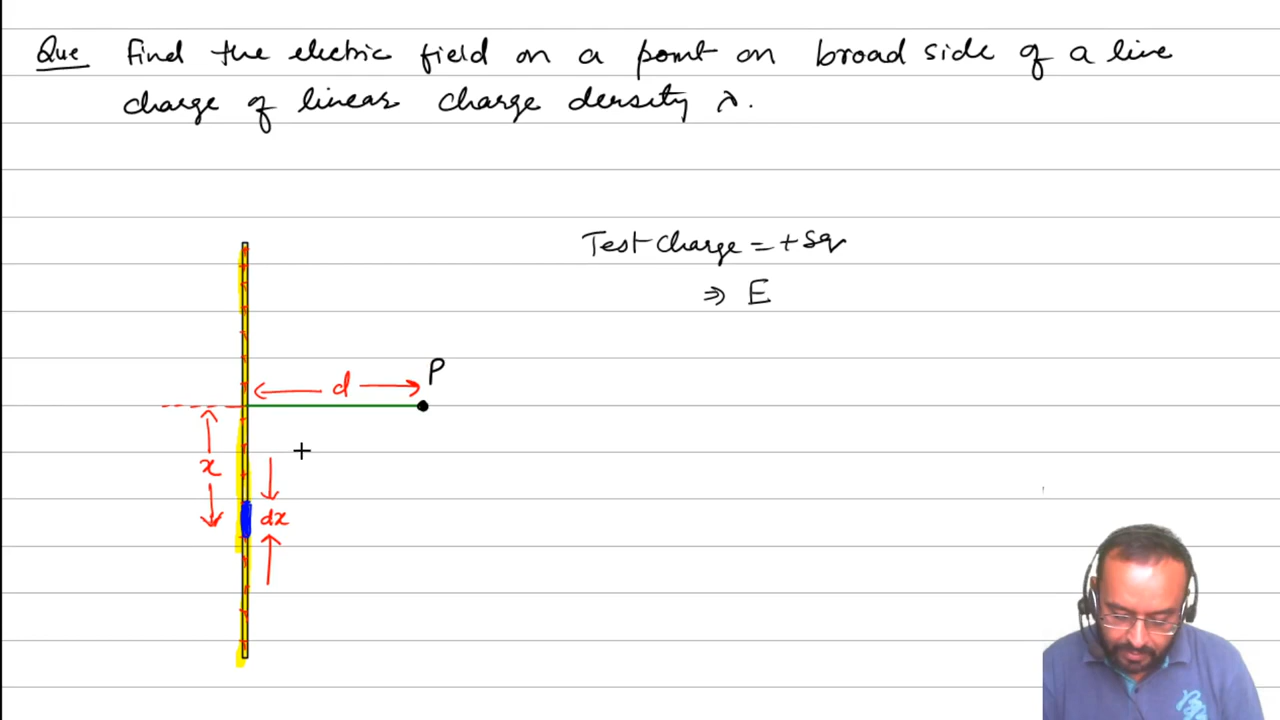 Que Find the electric field on a point on broad side of a line
charge of linear charge density λ.
Test charge = + δq
⇒ E
P
d
x
dx